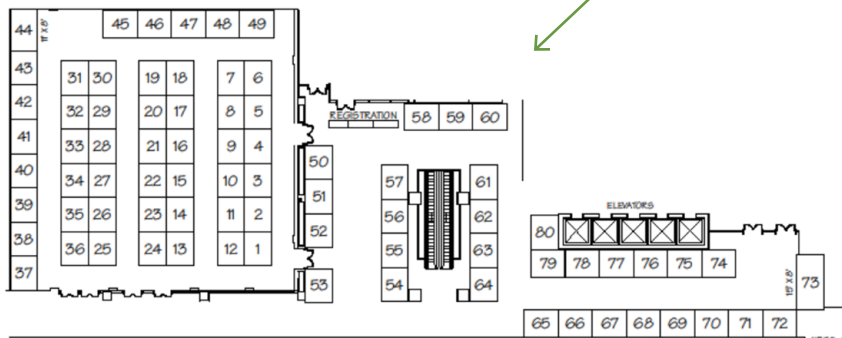 44 11' X 8' 45 46 47 48 49
43 31 30 19 18 7 6
42 32 29 20 17 8 5
REGISTRATION 58 59 60
41 33 28 21 16 9 4
40 34 27 22 15 10 3 50 57 61
39 35 26 23 14 11 2 51 56 62
ELEVATORS
38 36 25 24 13 12 1 52 55 63 80
37 53 54 64 79 78 77 76 75 74
15' X 8' 73
65 66 67 68 69 70 71 72